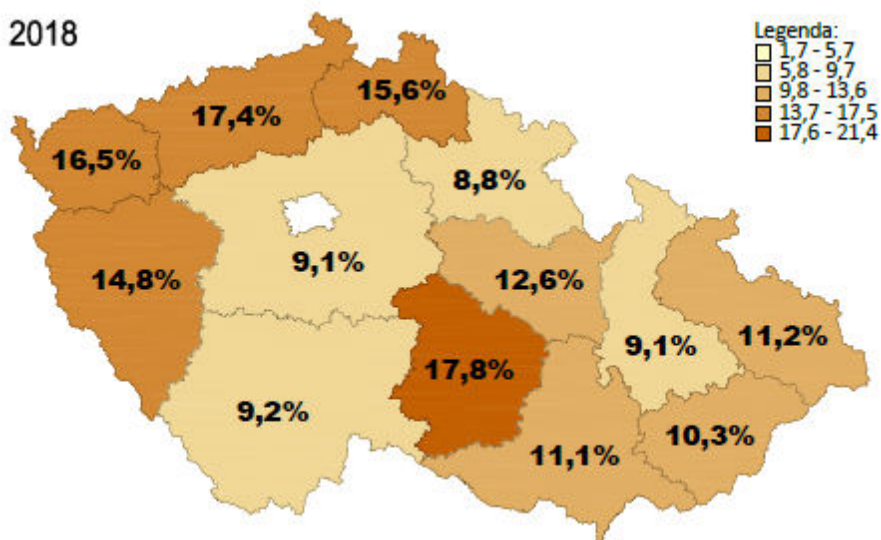 2018
Legenda:
1,7 - 5,7
5,8 - 9,7
9,8 - 13,6
13,7 - 17,5
17,6 - 21,4
15,6%
17,4%
16,5%
8,8%
9,1%
14,8%
12,6%
11,2%
9,1%
17,8%
9,2%
10,3%
11,1%